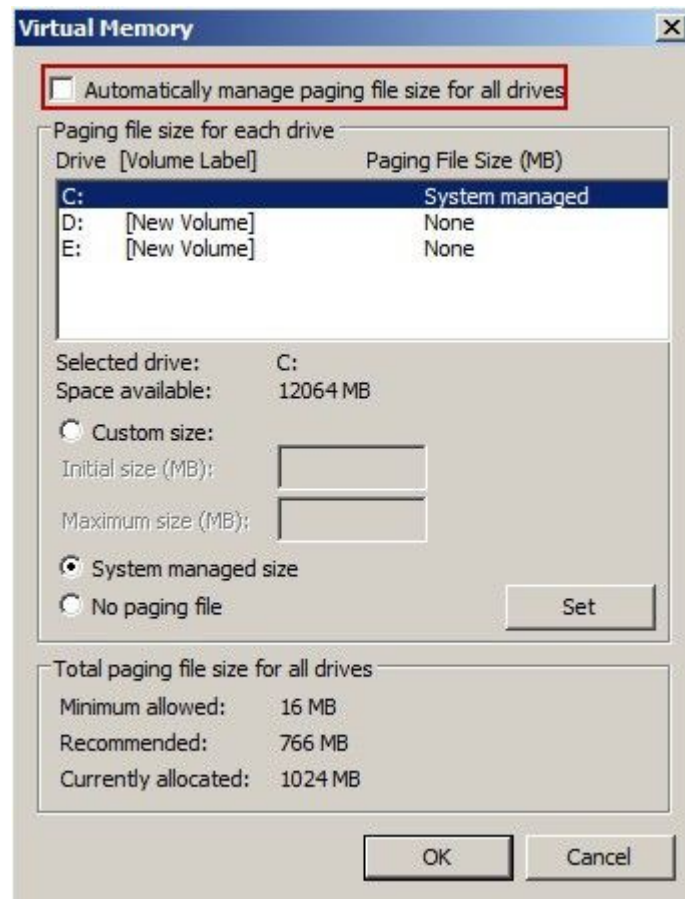 Virtual Memory
Automatically manage paging file size for all drives
Paging file size for each drive
Drive [Volume Label] Paging File Size (MB)
C: System managed
D: [New Volume] None
E: [New Volume] None
Selected drive: C:
Space available: 12064 MB
Custom size:
Initial size (MB):
Maximum size (MB):
System managed size
No paging file Set
Total paging file size for all drives
Minimum allowed: 16 MB
Recommended: 766 MB
Currently allocated: 1024 MB
OK Cancel